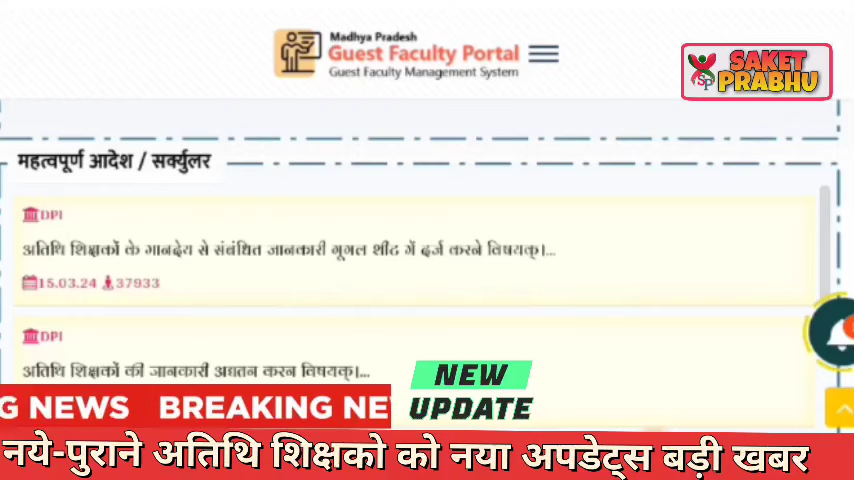 Madhya Pradesh
Guest Faculty Portal
Guest Faculty Management System
SAKET
PRABHU
SP
महत्वपूर्ण आदेश / सर्क्युलर
DPI
अतिथि शिक्षकों के मानदेय से संबंधित जानकारी गूगल शीट में दर्ज करने विषयक्।...
15.03.24 37933
DPI
अतिथि शिक्षकों की जानकारी अद्यतन करन विषयक्।...
G NEWS BREAKING NE
NEW
UPDATE
नये-पुराने अतिथि शिक्षको को नया अपडेट्स बड़ी खबर